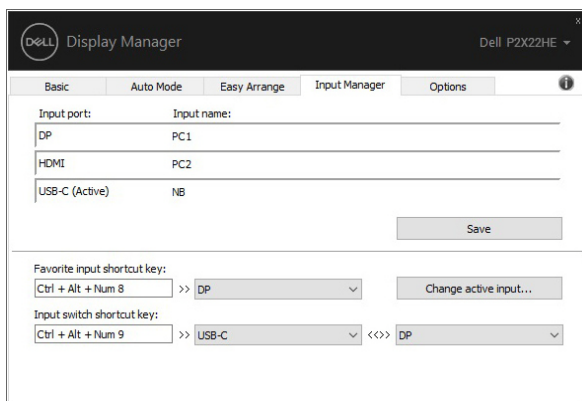 DELL Display Manager Dell P2X22HE
Basic Auto Mode Easy Arrange Input Manager Options
Input port: Input name:
DP PC1
HDMI PC2
USB-C (Active) NB
Save
Favorite input shortcut key:
Ctrl + Alt + Num 8 >> DP Change active input...
Input switch shortcut key:
Ctrl + Alt + Num 9 >> USB-C <<>> DP